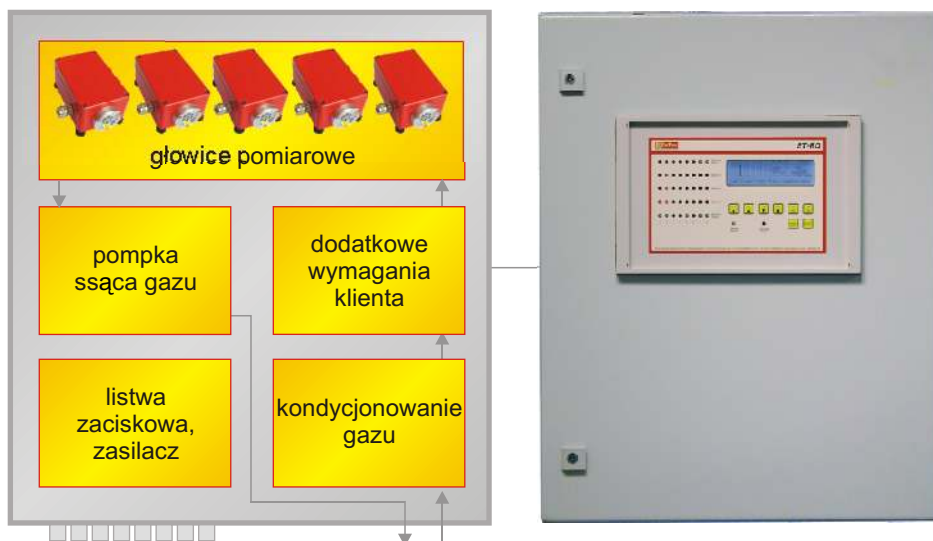 głowice pomiarowe
pompka
ssąca gazu
dodatkowe
wymagania
klienta
listwa
zaciskowa,
zasilacz
kondycjonowanie
gazu